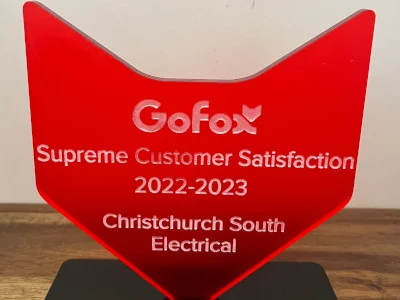 GoFox
Supreme Customer Satisfaction
2022-2023
Christchurch South
Electrical